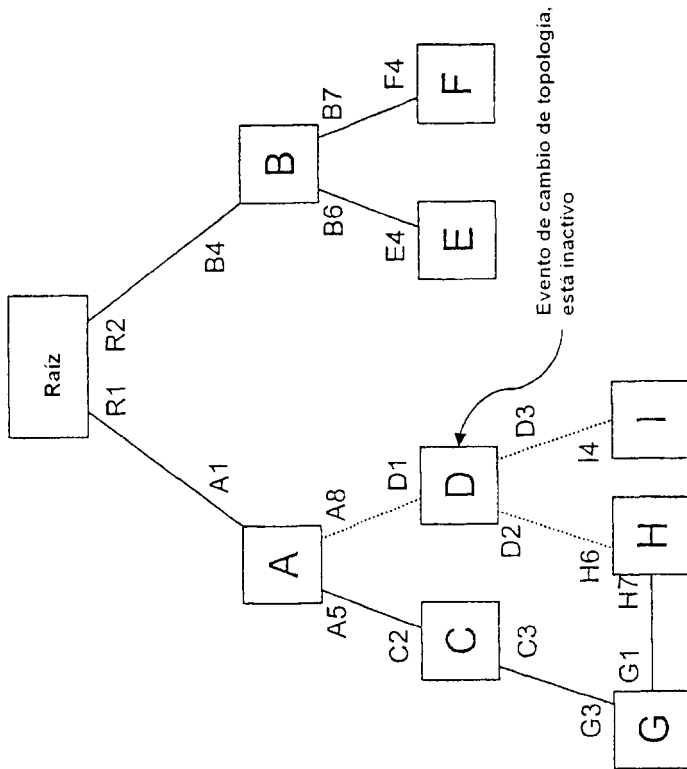 Raíz
R1
R2
A1
B4
A
B
A5
A8
B6
B7
C2
D1
E4
F4
C
D
E
F
C3
D2
D3
Evento de cambio de topologia,
está inactivo
G3
G1
H6
H7
I4
G
H
I